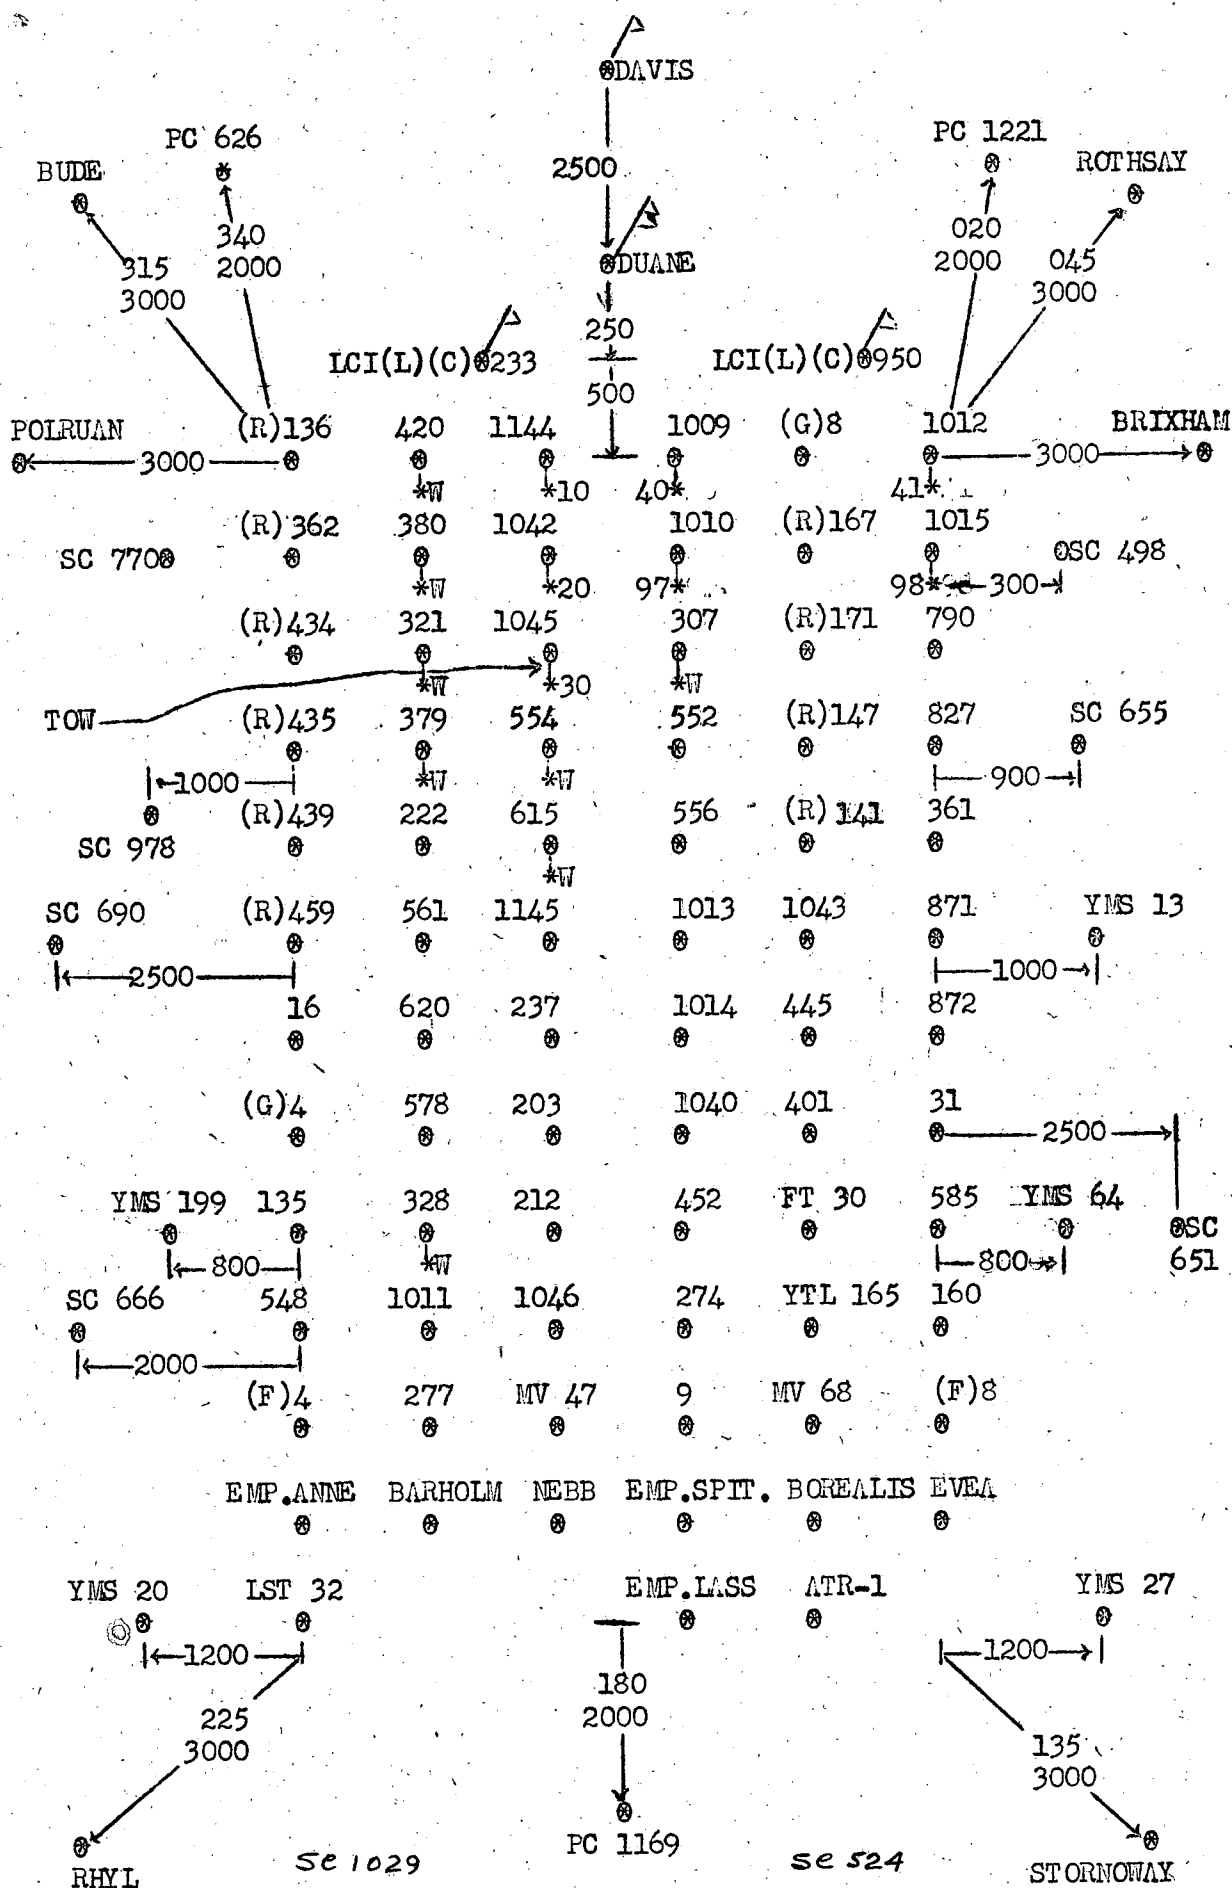 DAVIS
PC 626 PC 1221
BUDE 2500 ROTHSAY
340 020
315 2000 DUANE 2000 045
3000 3000
250
LCI(L)(C) 233 LCI(L)(C) 950
500
POLRUAN (R)136 420 1144 1009 (G)8 1012 BRIXHAM
3000 3000
*W *10 40* 41*
(R)362 380 1042 1010 (R)167 1015
SC 770 SC 498
*W *20 97* 98* 300
(R)434 321 1045 307 (R)171 790
*W *30 *W
TOW (R)435 379 554 552 (R)147 827 SC 655
1000 *W *W 900
(R)439 222 615 556 (R)141 361
SC 978
*W
SC 690 (R)459 561 1145 1013 1043 871 YMS 13
2500 1000
16 620 237 1014 445 872
(G)4 578 203 1040 401 31
2500
YMS 199 135 328 212 452 FT 30 585 YMS 64 SC
800 *W 800 651
SC 666 548 1011 1046 274 YTL 165 160
2000
(F)4 277 MV 47 9 MV 68 (F)8
EMP.ANNE BARHOLM NEBB EMP.SPIT. BOREALIS EVEA
YMS 20 LST 32 EMP.LASS ATR-1 YMS 27
1200 1200
180
225 2000
3000 135
3000
PC 1169
SC 1029 SC 524
RHYL STORNOWAY